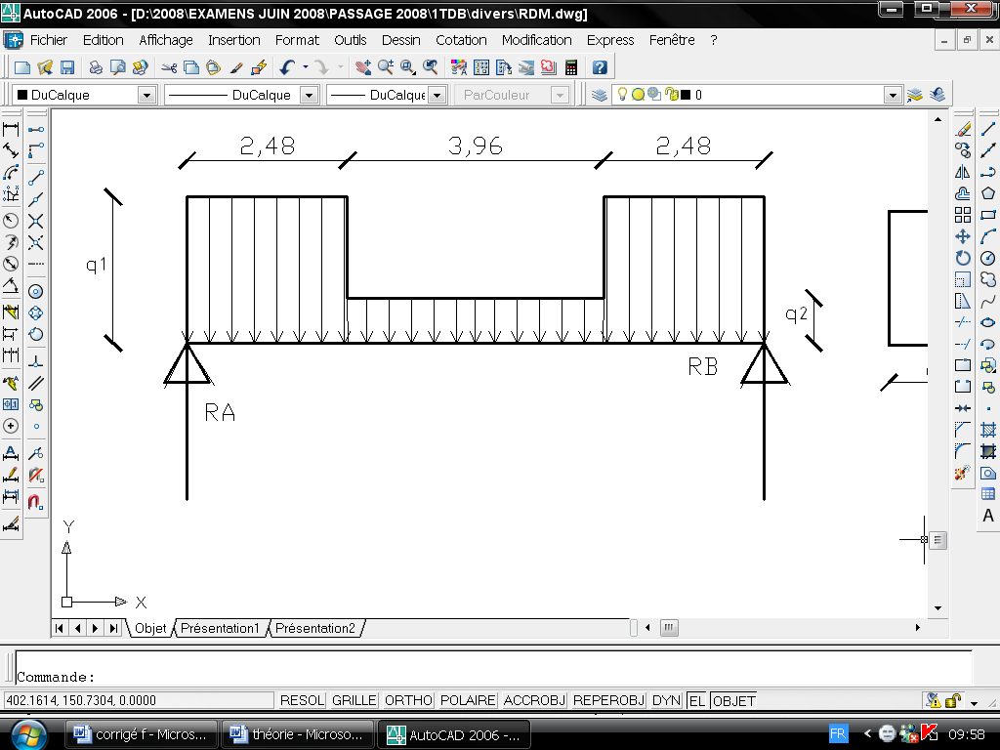 AutoCAD 2006 - [D:\2008\EXAMENS JUIN 2008\PASSAGE 2008\1TDB\divers\RDM.dwg]
Fichier Edition Affichage Insertion Format Outils Dessin Cotation Modification Express Fenêtre ?
DuCalque DuCalque DuCalque ParCouleur 0
2,48 3,96 2,48
q1
q2
RB
RA
Y
X
A
Objet Présentation1 Présentation2
Commande:
402.1614, 150.7304, 0.0000 RESOL GRILLE ORTHO POLAIRE ACCROBJ REPEROBJ DYN EL OBJET
corrigé f - Micros... théorie - Microso... AutoCAD 2006 -... FR 09:58